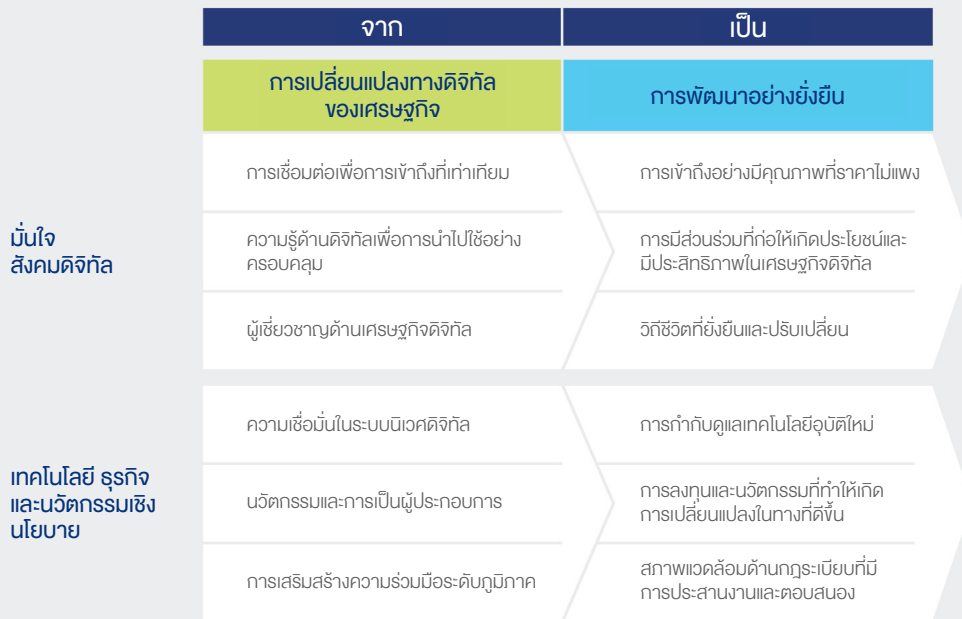 จาก
เป็น
การเปลี่ยนแปลงทางดิจิทัล
ของเศรษฐกิจ
การพัฒนาอย่างยั่งยืน
มั่นใจ
สังคมดิจิทัล
การเชื่อมต่อเพื่อการเข้าถึงที่เท่าเทียม
การเข้าถึงอย่างมีคุณภาพที่ราคาไม่แพง
ความรู้ด้านดิจิทัลเพื่อการนำไปใช้อย่าง
ครอบคลุม
การมีส่วนร่วมที่ก่อให้เกิดประโยชน์และ
มีประสิทธิภาพในเศรษฐกิจดิจิทัล
ผู้เชี่ยวชาญด้านเศรษฐกิจดิจิทัล
วิถีชีวิตที่ยั่งยืนและปรับเปลี่ยน
เทคโนโลยี ธุรกิจ
และนวัตกรรมเชิง
นโยบาย
ความเชื่อมั่นในระบบนิเวศดิจิทัล
การกำกับดูแลเทคโนโลยีอุบัติใหม่
นวัตกรรมและการเป็นผู้ประกอบการ
การลงทุนและนวัตกรรมที่ทำให้เกิด
การเปลี่ยนแปลงในทางที่ดีขึ้น
การเสริมสร้างความร่วมมือระดับภูมิภาค
สภาพแวดล้อมด้านกฎระเบียบที่มี
การประสานงานและตอบสนอง